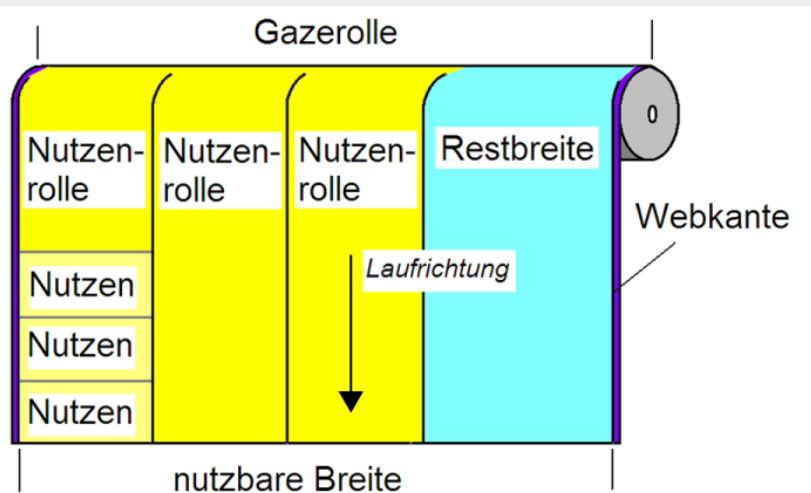 Gazerolle
Nutzen-
rolle
Nutzen-
rolle
Nutzen-
rolle
Restbreite
Webkante
Laufrichtung
Nutzen
Nutzen
Nutzen
nutzbare Breite